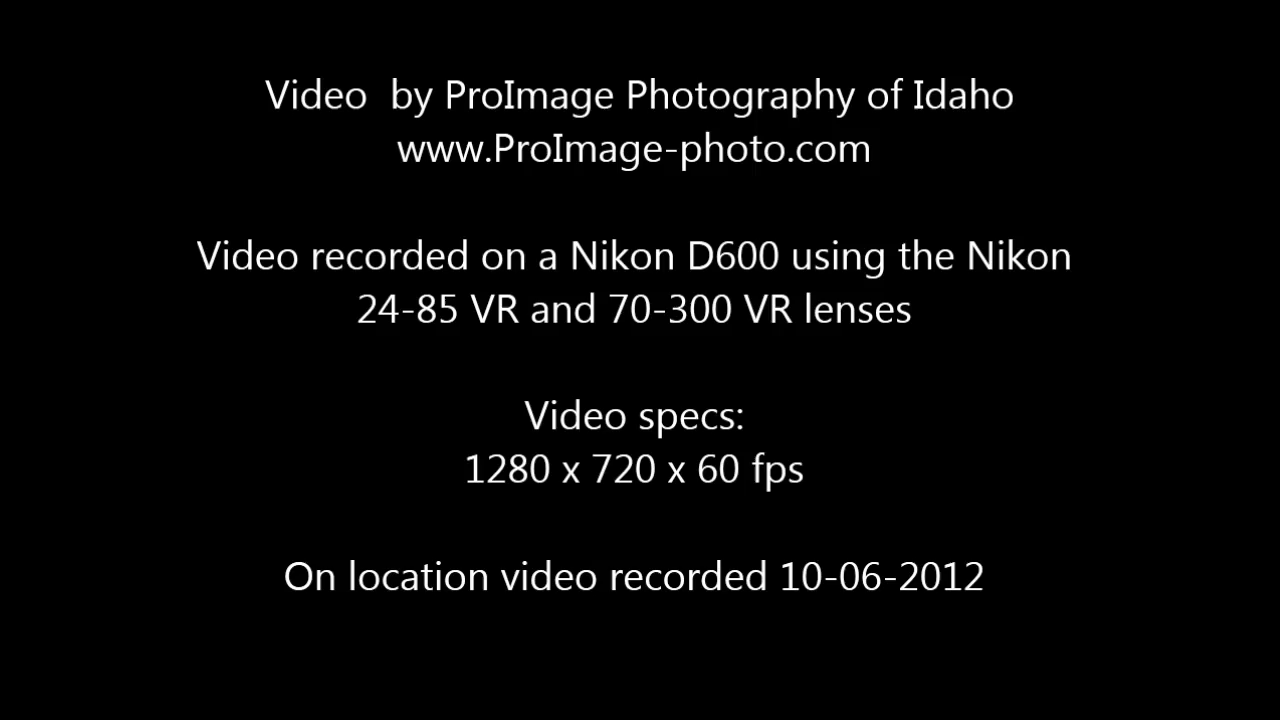 Video  by ProImage Photography of Idaho
www.ProImage-photo.com
Video recorded on a Nikon D600 using the Nikon
24-85 VR and 70-300 VR lenses
Video specs:
1280 x 720 x 60 fps
On location video recorded 10-06-2012